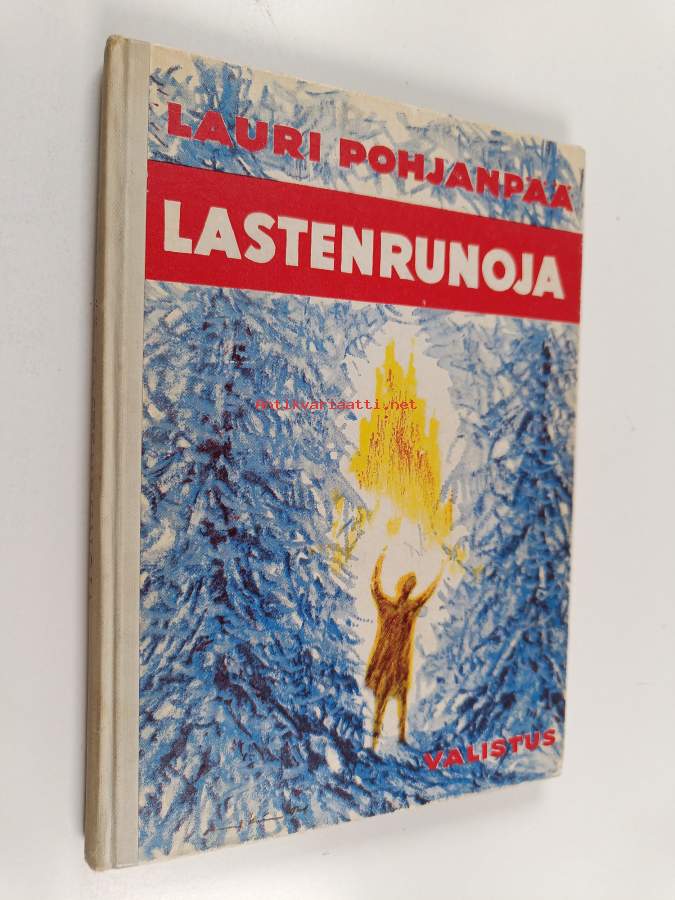 LAURI POHJANPÄÄ
LASTENRUNOJA
Antikvariaatti.net
VALISTUS